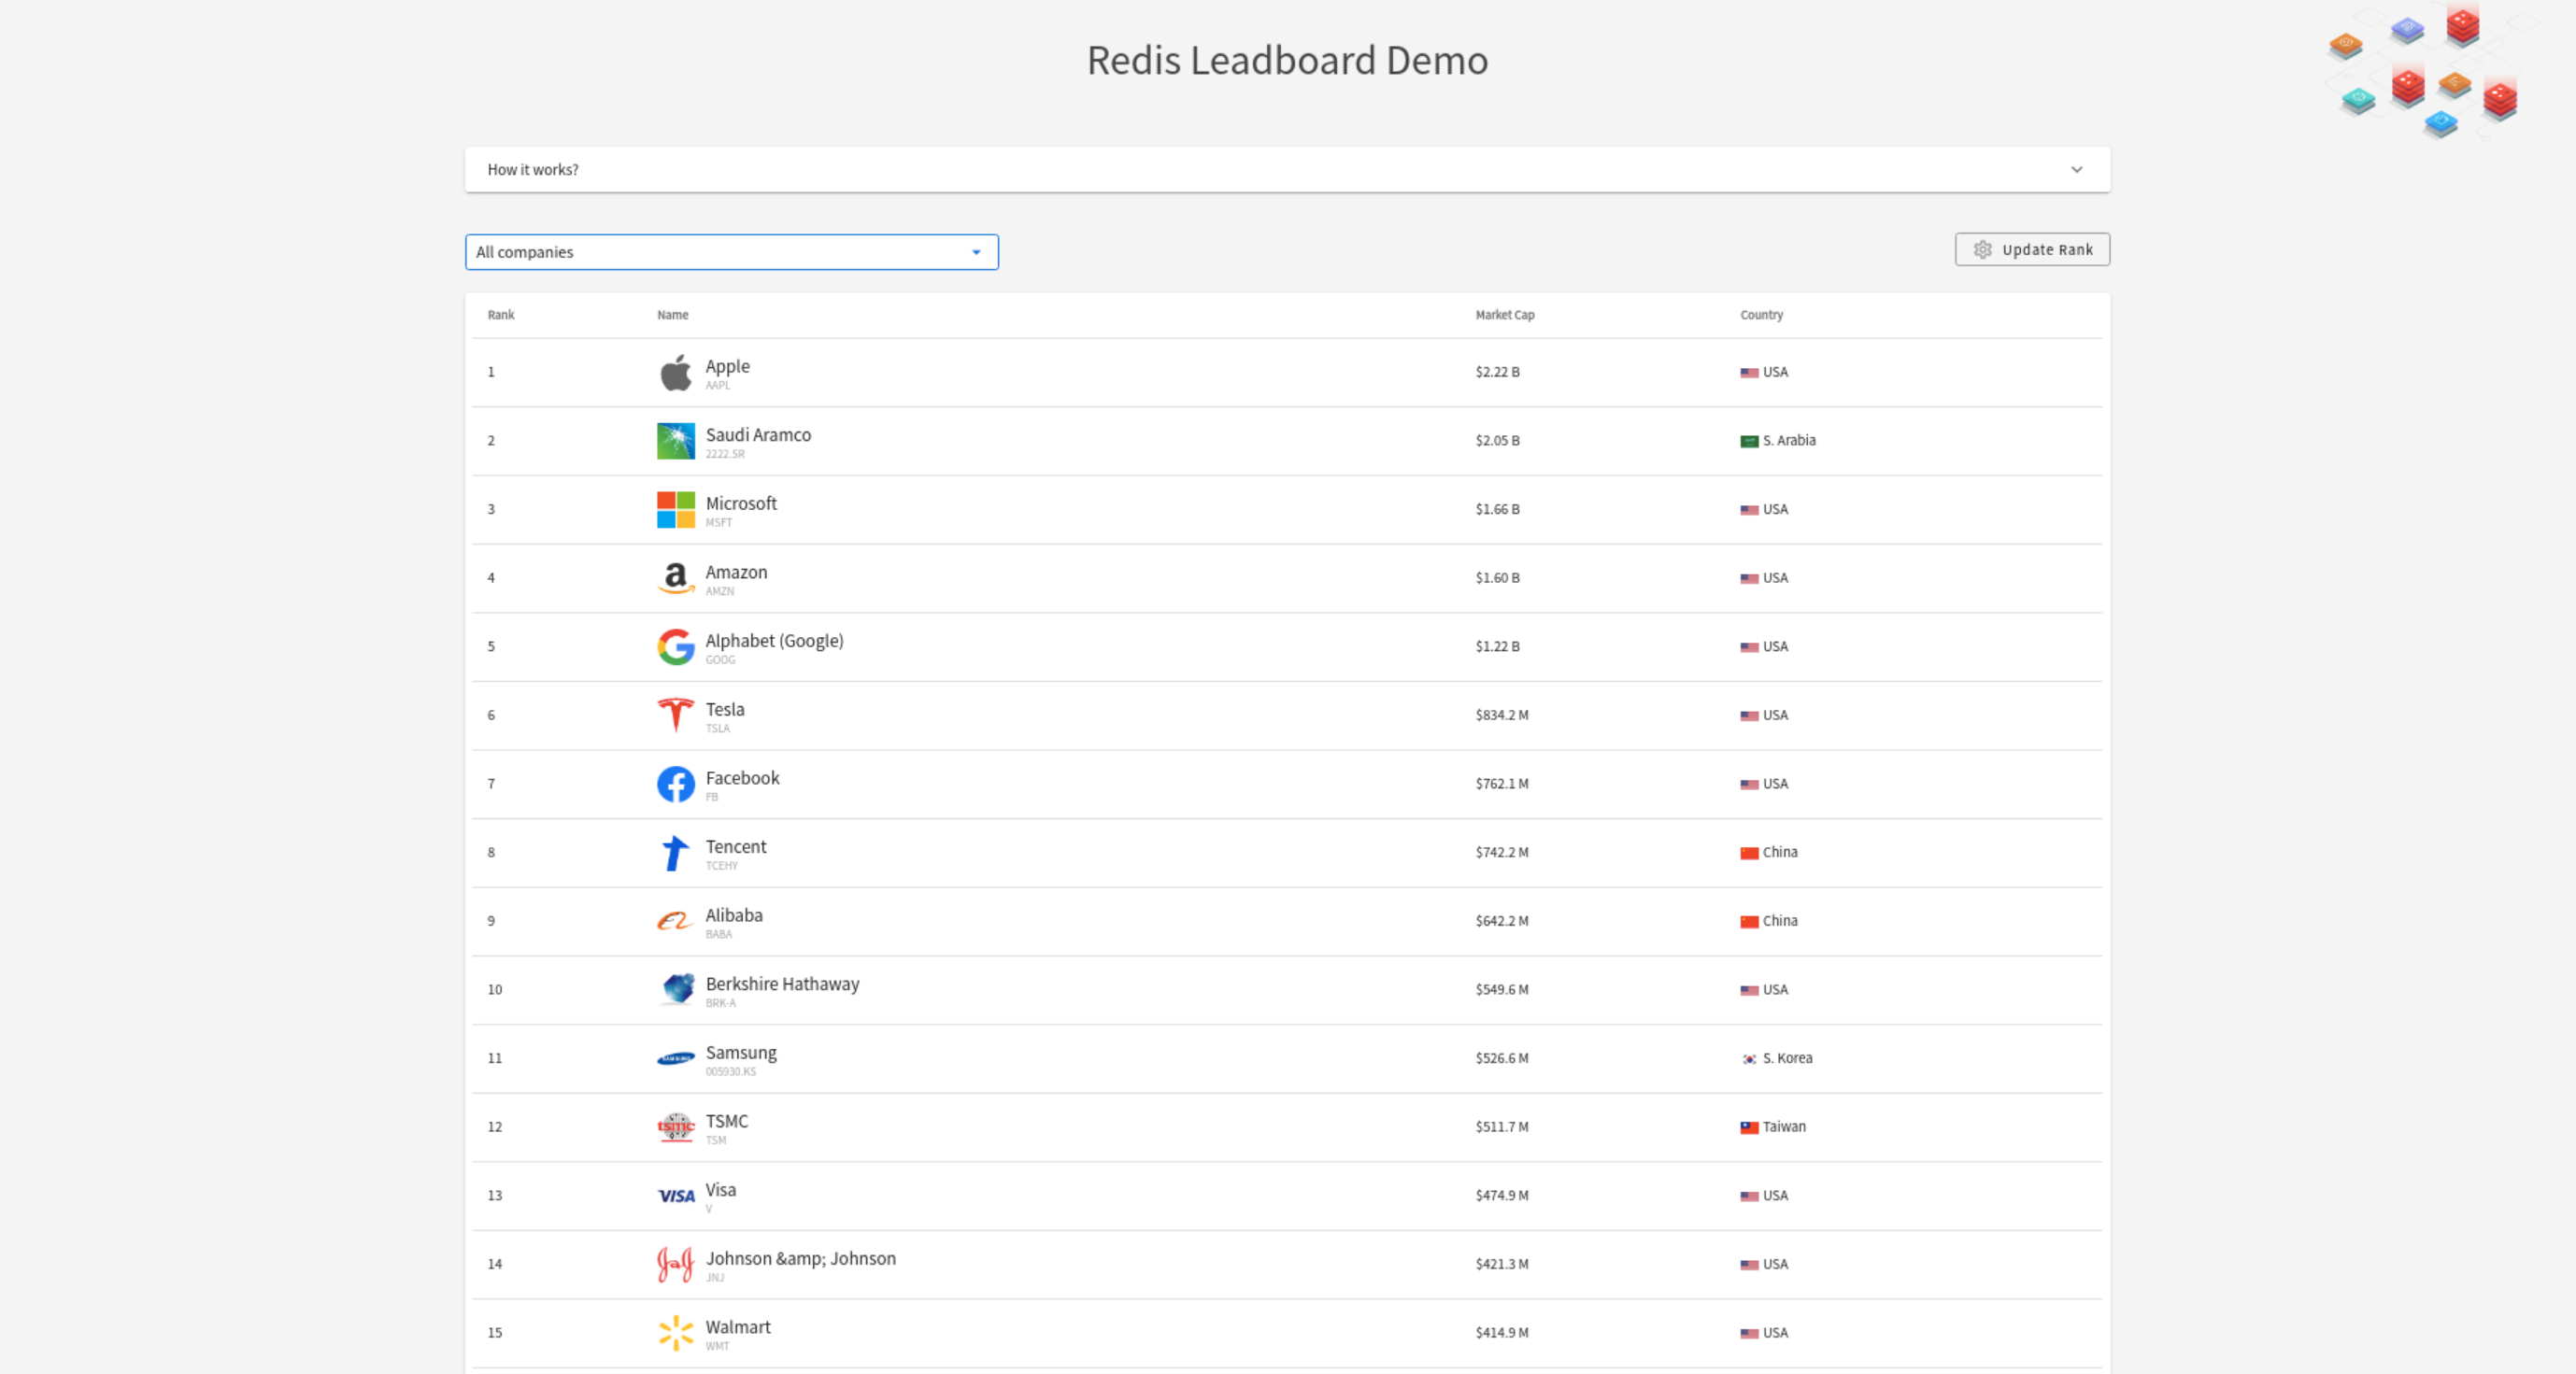 Redis Leadboard Demo
How it works?
All companies
Update Rank
Rank Name Market Cap Country
1 Apple $2.22 B USA
AAPL
2 Saudi Aramco $2.05 B S. Arabia
2222.SR
3 Microsoft $1.66 B USA
MSFT
4 Amazon $1.60 B USA
AMZN
5 Alphabet (Google) $1.22 B USA
GOOG
6 Tesla $834.2 M USA
TSLA
7 Facebook $762.1 M USA
FB
8 Tencent $742.2 M China
TCEHY
9 Alibaba $642.2 M China
BABA
10 Berkshire Hathaway $549.6 M USA
BRK-A
11 SAMSUNG Samsung $526.6 M S. Korea
005930.KS
12 tsmc TSMC $511.7 M Taiwan
TSM
13 VISA Visa $474.9 M USA
V
14 J&J Johnson &amp; Johnson $421.3 M USA
JNJ
15 Walmart $414.9 M USA
WMT